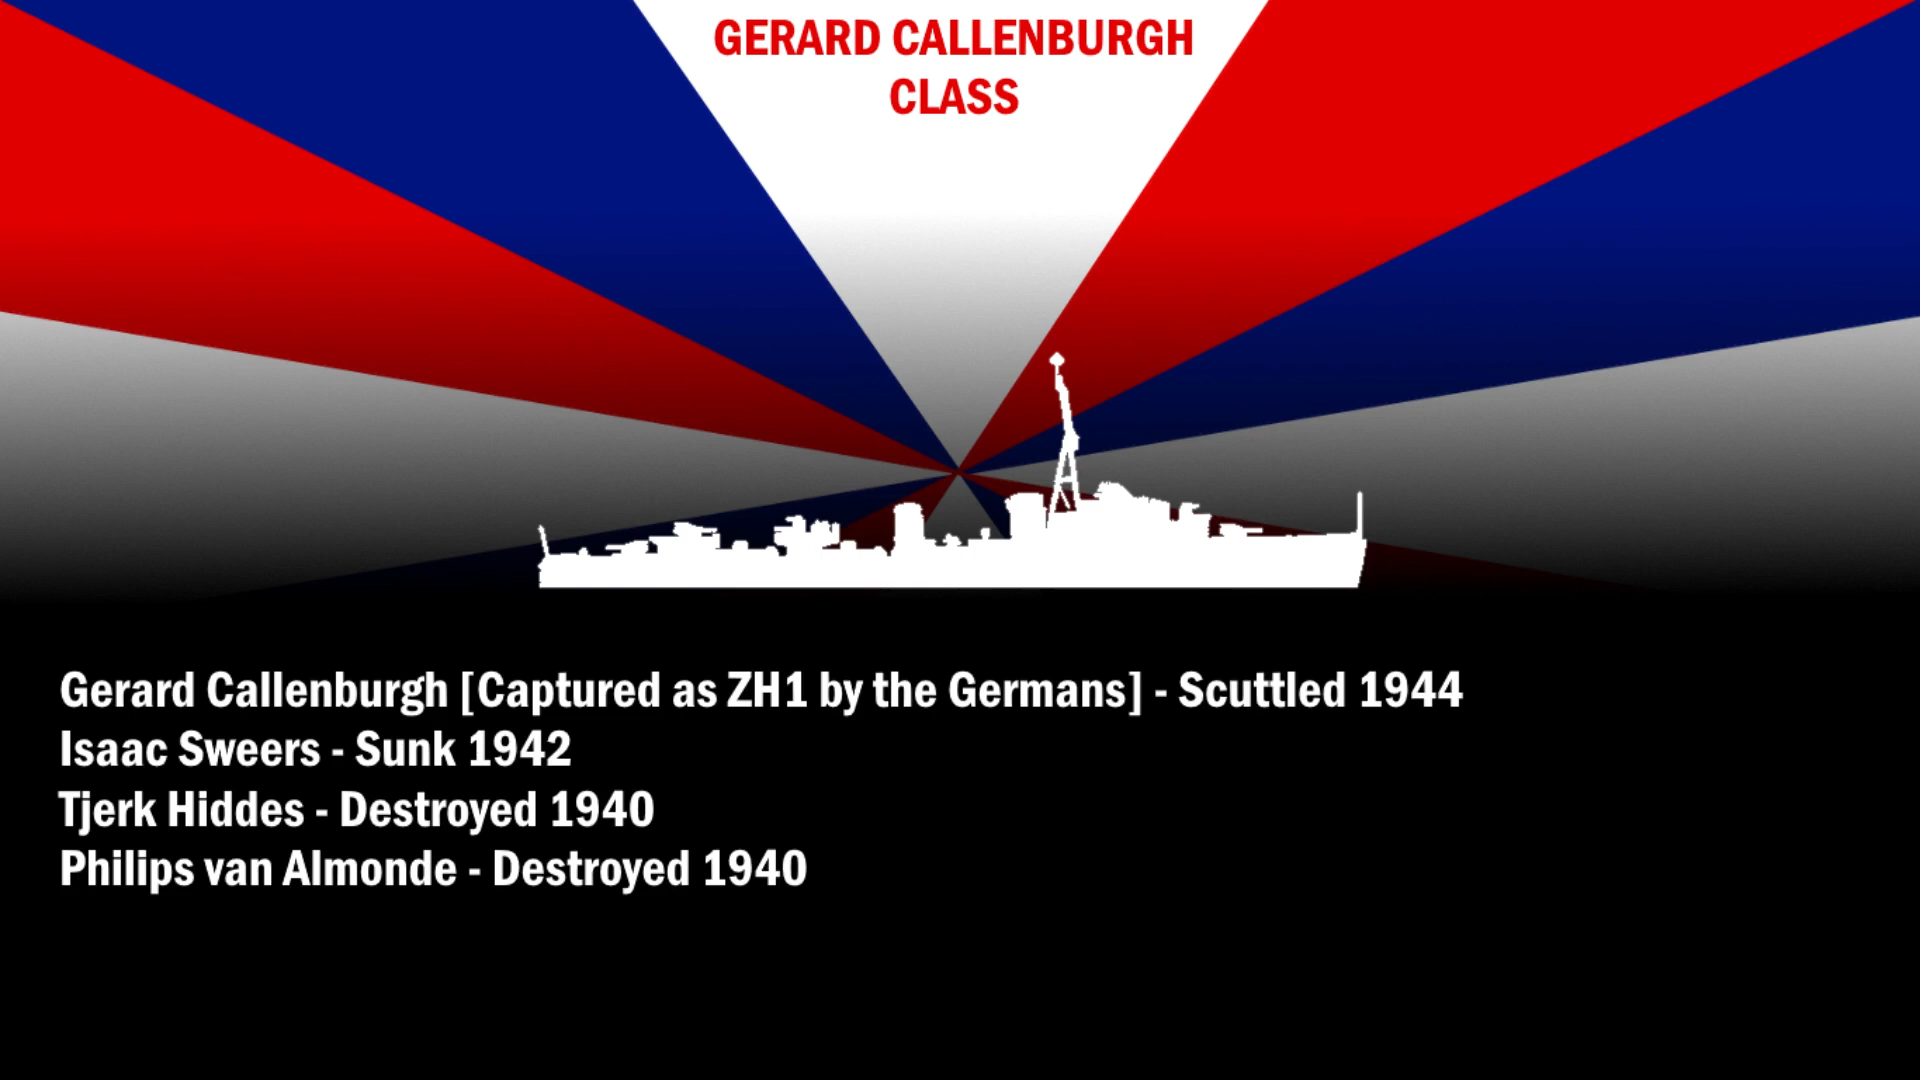 GERARD CALLENBURGH
CLASS
Gerard Callenburgh [Captured as ZH1 by the Germans] - Scuttled 1944
Isaac Sweers - Sunk 1942
Tjerk Hiddes - Destroyed 1940
Philips van Almonde - Destroyed 1940